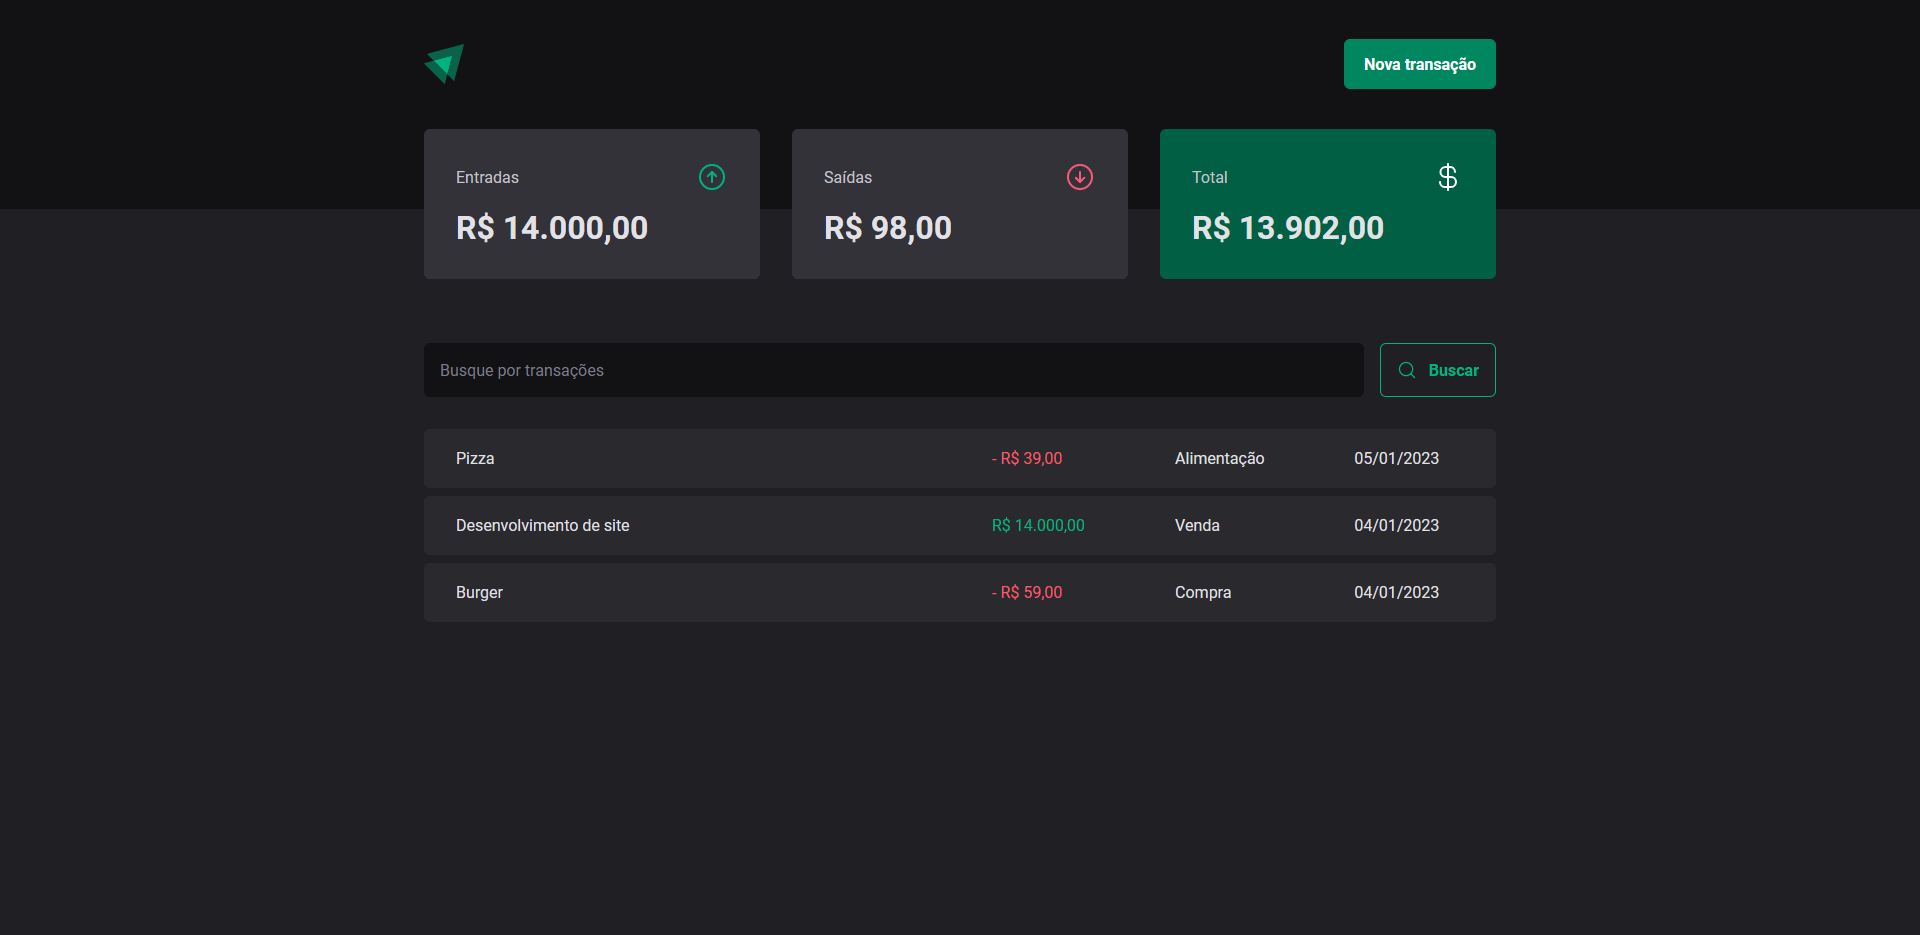 Nova transação
Entradas
R$ 14.000,00
Saídas
R$ 98,00
Total
$
R$ 13.902,00
Busque por transações
Buscar
Pizza - R$ 39,00 Alimentação 05/01/2023
Desenvolvimento de site R$ 14.000,00 Venda 04/01/2023
Burger - R$ 59,00 Compra 04/01/2023